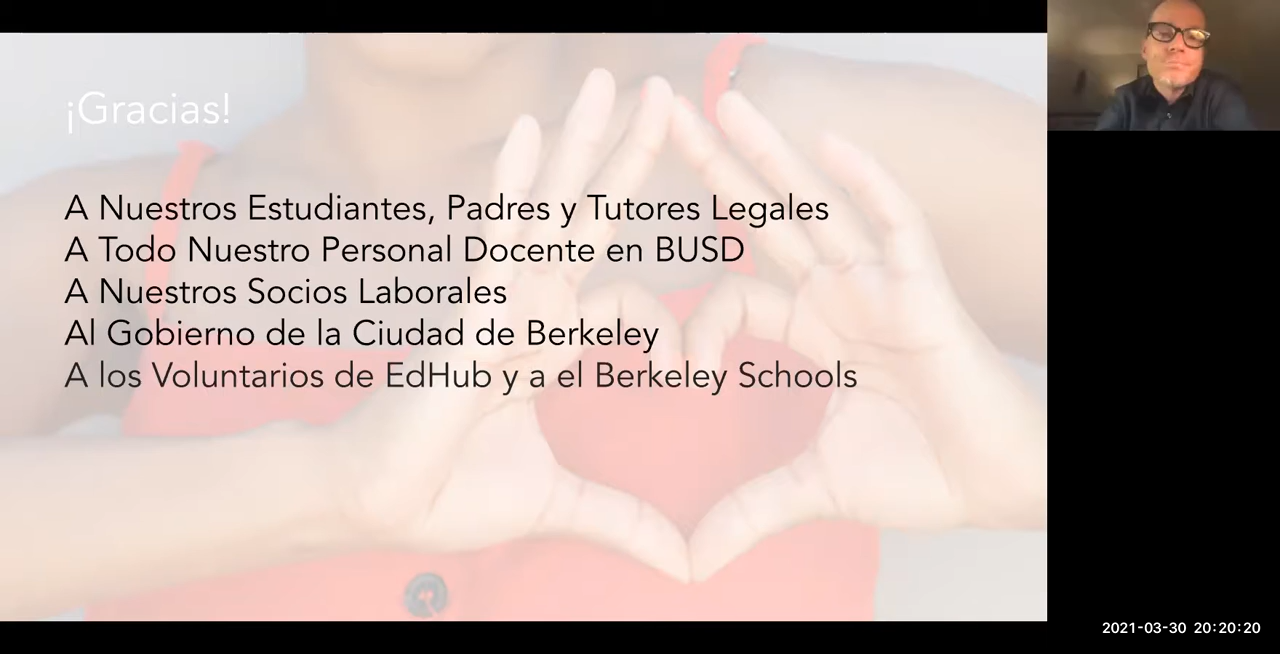 ¡Gracias!
A Nuestros Estudiantes, Padres y Tutores Legales
A Todo Nuestro Personal Docente en BUSD
A Nuestros Socios Laborales
Al Gobierno de la Ciudad de Berkeley
A los Voluntarios de EdHub y a el Berkeley Schools
2021-03-30 20:20:20